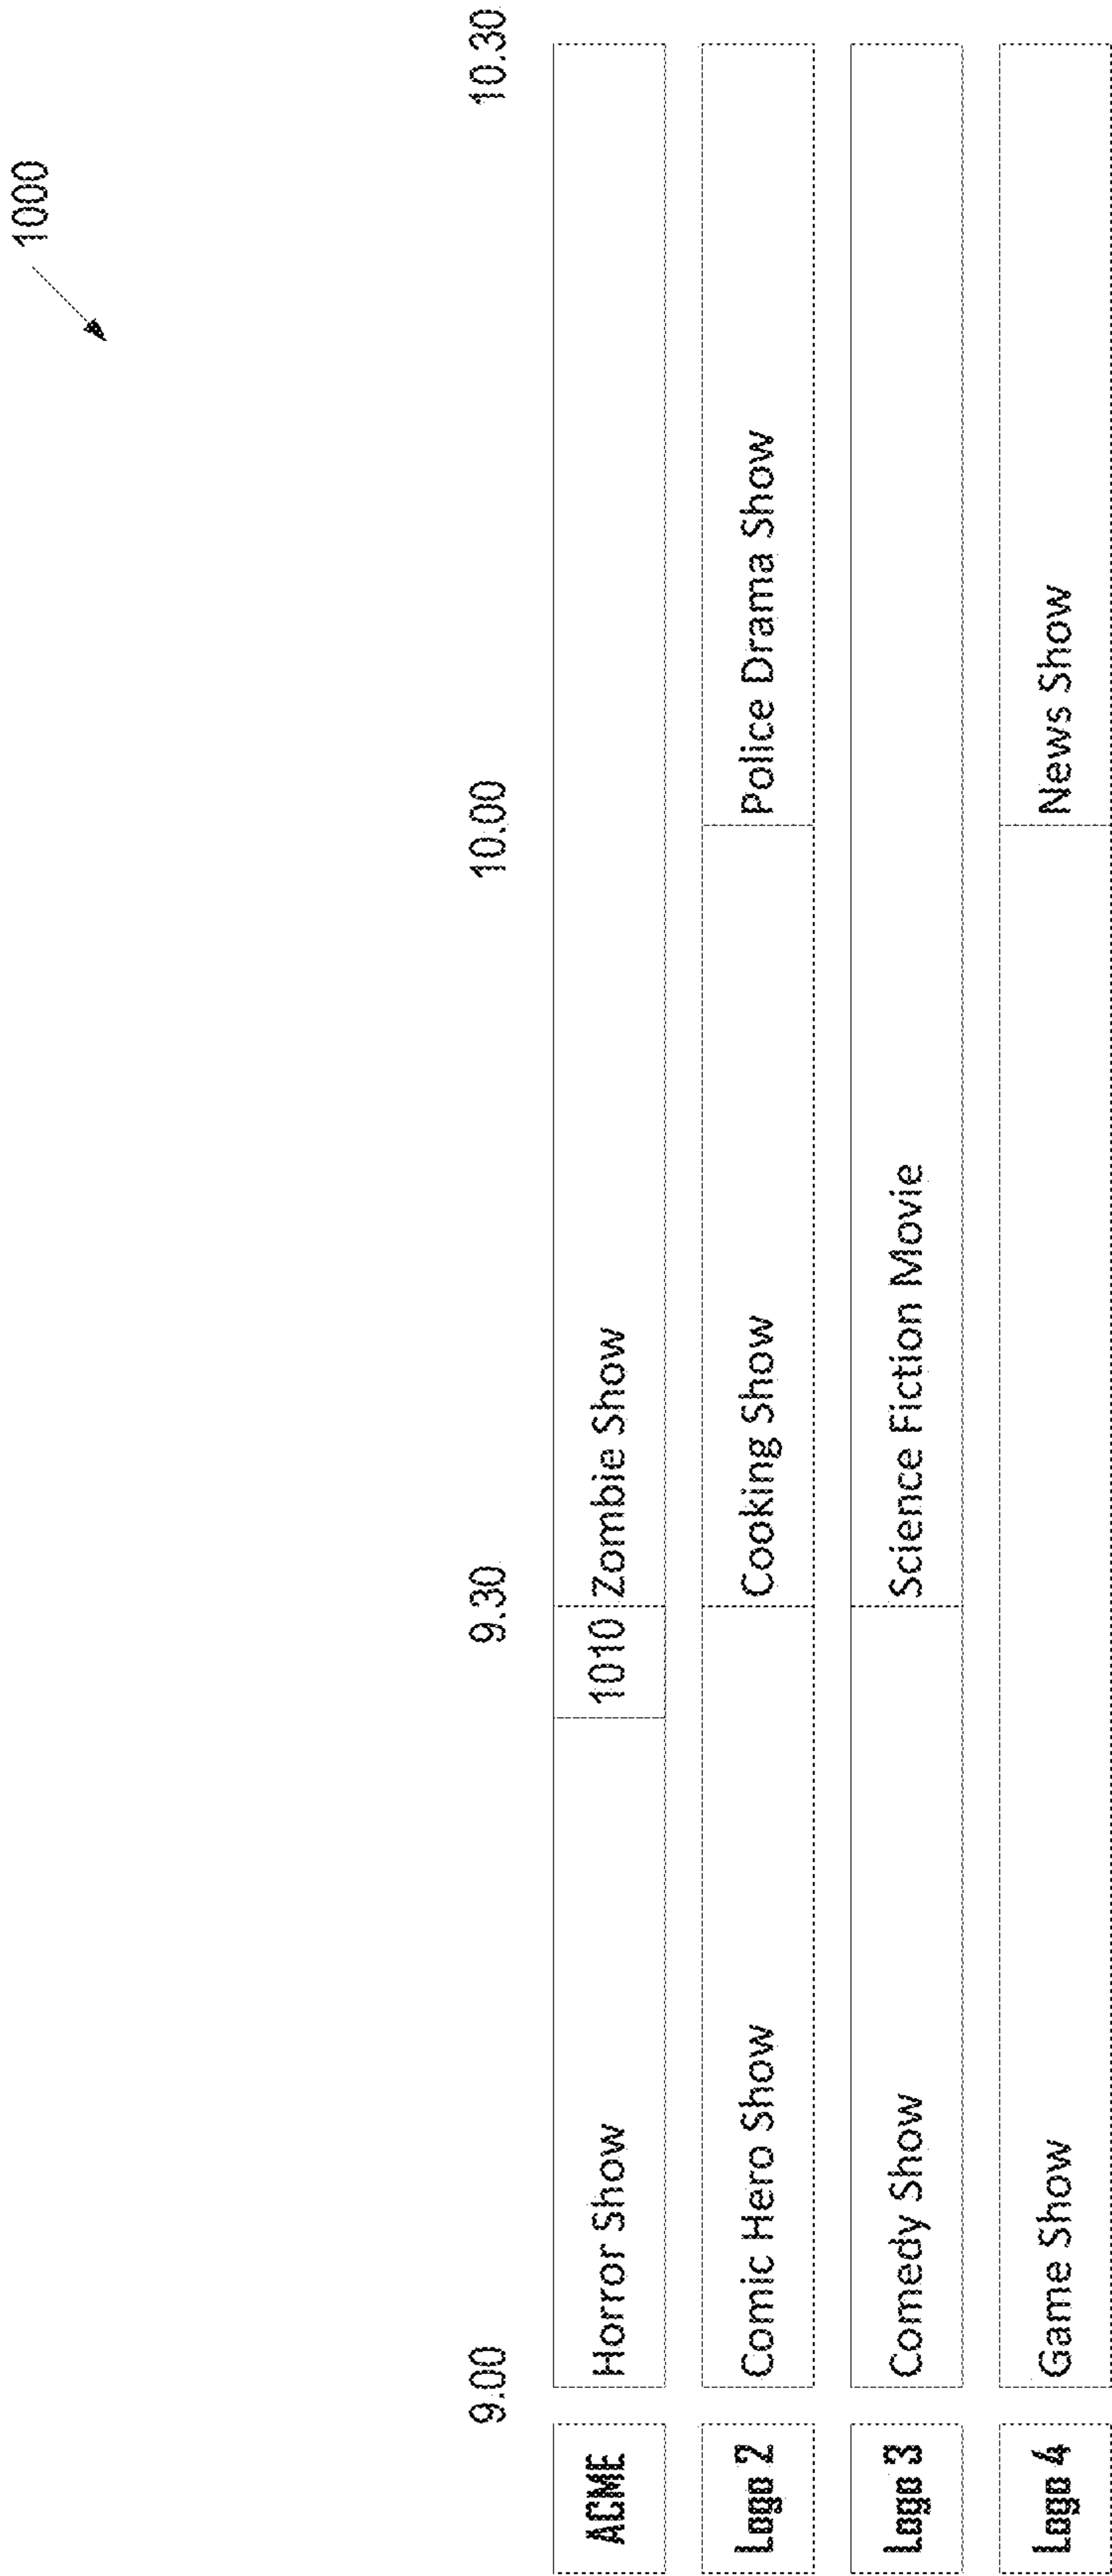 1000
9.00 9.30 10.00 10.30
ACME Horror Show 1010 Zombie Show
Logo 2 Comic Hero Show Cooking Show Police Drama Show
Logo 3 Comedy Show Science Fiction Movie
Logo 4 Game Show News Show